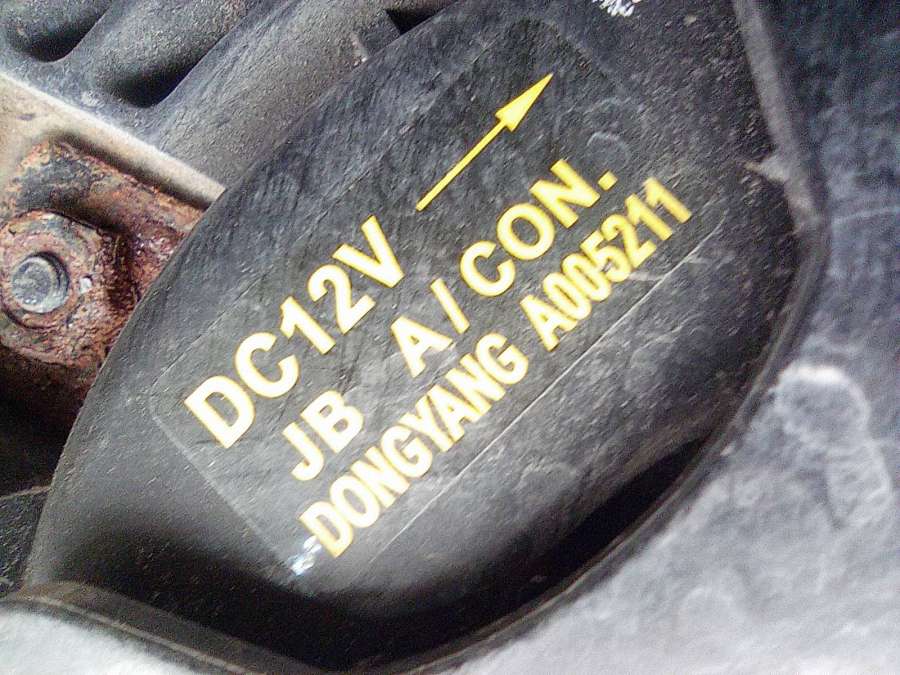 DC12V
JB A/CON.
DONGYANG A005211